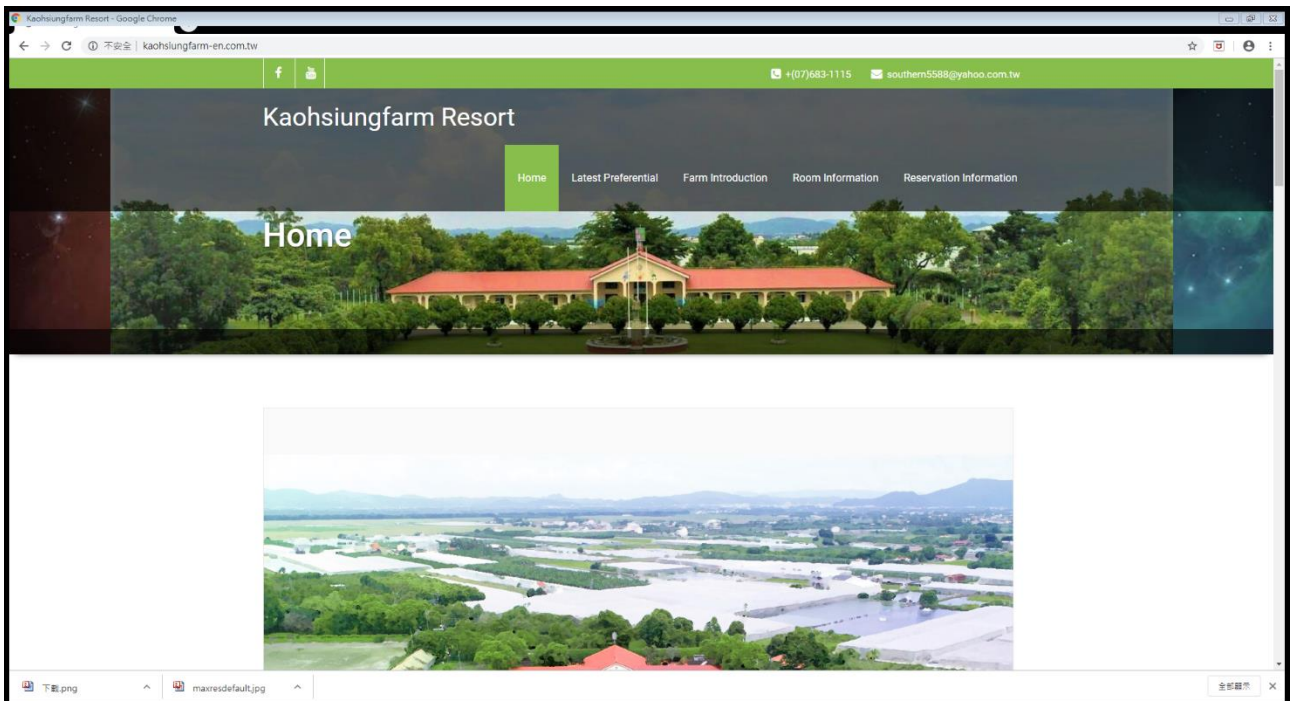 Kaohsiungfarm Resort - Google Chrome
不安全 | kaohsiungfarm-en.com.tw
+(07)683-1115 southern5588@yahoo.com.tw
Kaohsiungfarm Resort
Home Latest Preferential Farm Introduction Room Information Reservation Information
Home
下載.png maxresdefault.jpg 全部顯示